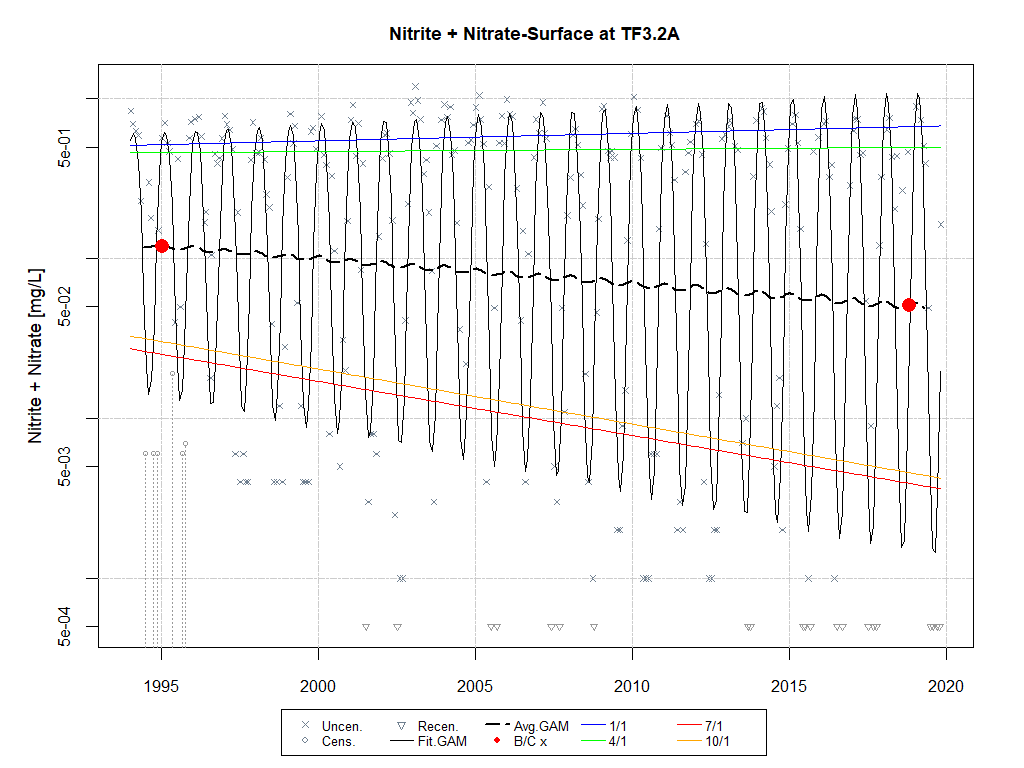 Nitrite + Nitrate-Surface at TF3.2A
Nitrite + Nitrate [mg/L]
5e-01
5e-02
5e-03
5e-04
1995 2000 2005 2010 2015 2020
Uncen. Recen. Avg.GAM 1/1 7/1
Cens. Fit.GAM B/C x 4/1 10/1